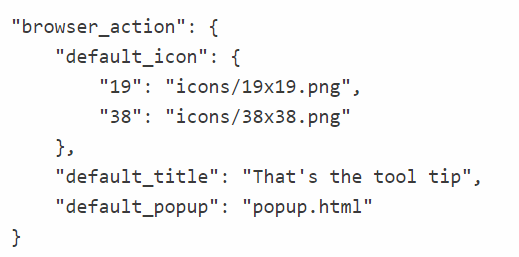 "browser_action": {
    "default_icon": {
        "19": "icons/19x19.png",
        "38": "icons/38x38.png"
    },
    "default_title": "That's the tool tip",
    "default_popup": "popup.html"
}